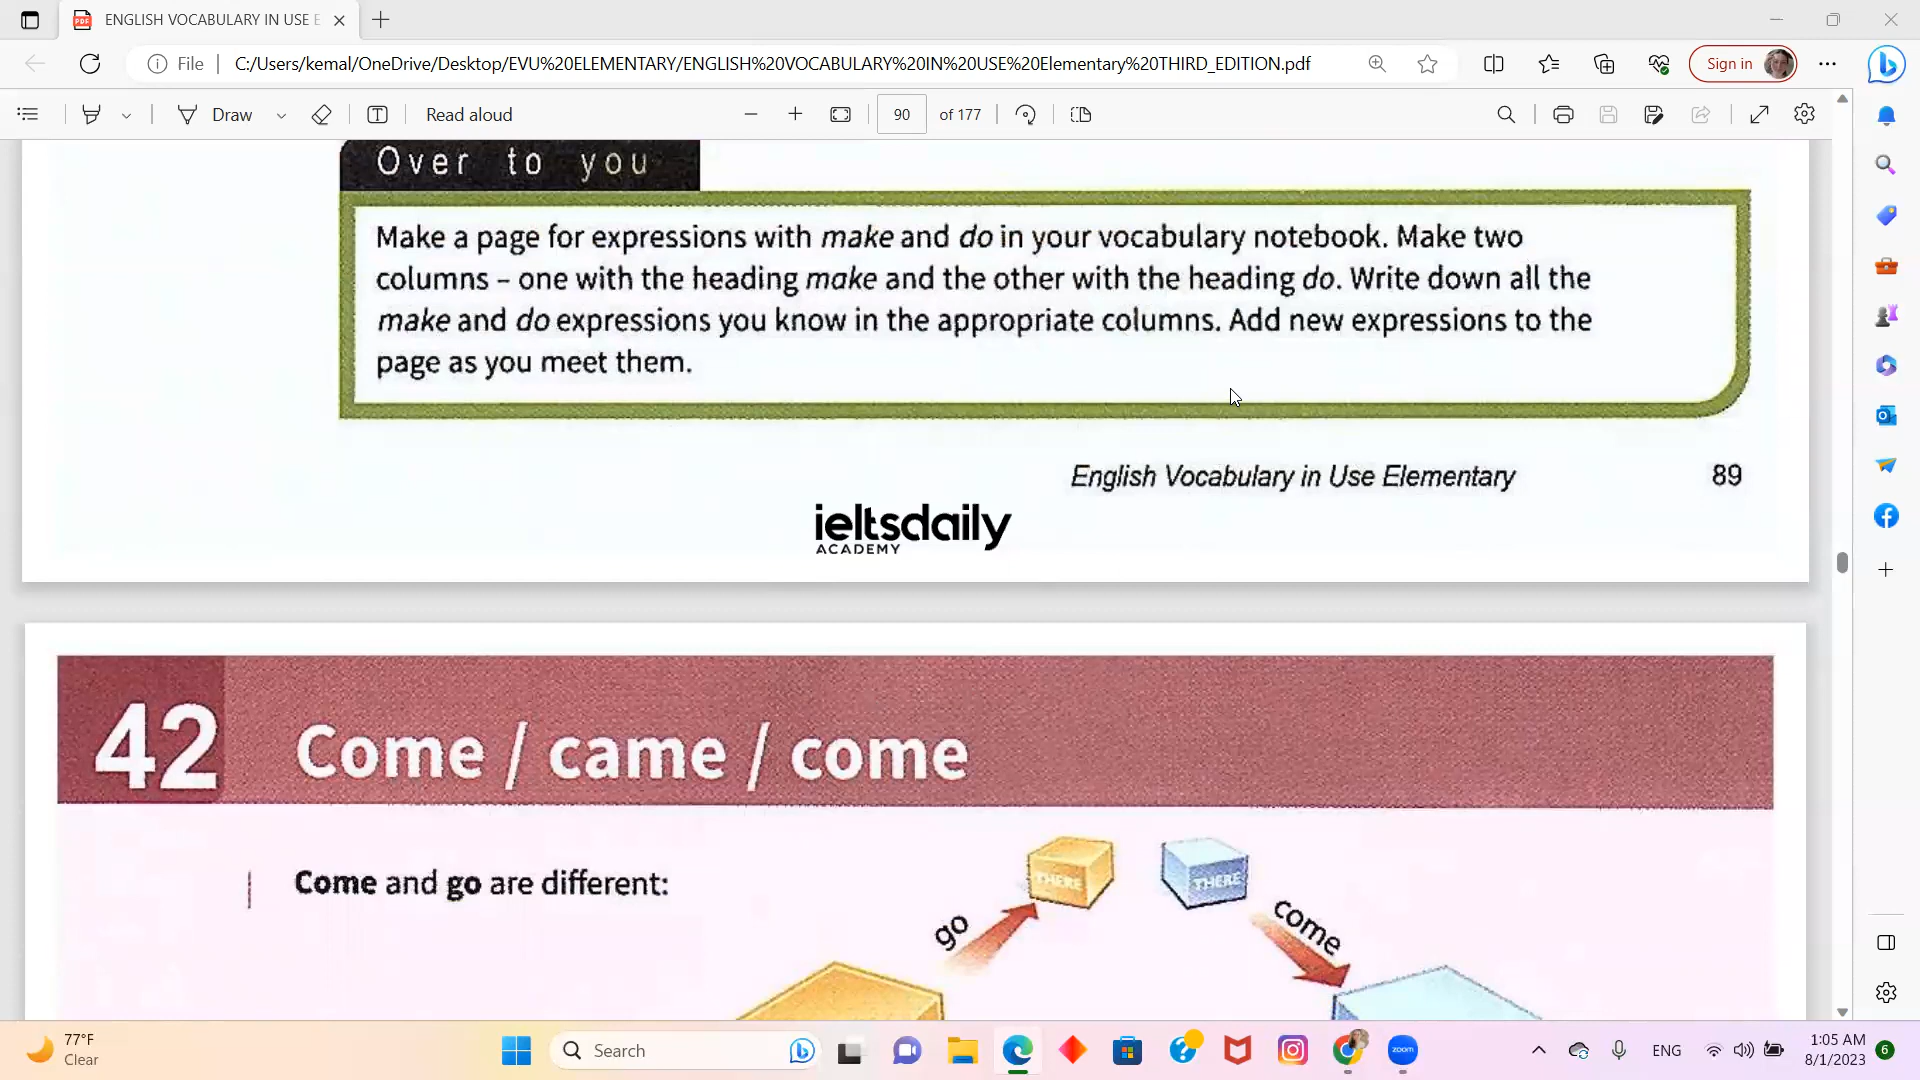 ENGLISH VOCABULARY IN USE E
File
C:/Users/kemal/OneDrive/Desktop/EVU%20ELEMENTARY/ENGLISH%20VOCABULARY%20IN%20USE%20Elementary%20THIRD_EDITION.pdf
Sign in
Draw
Read aloud
90 of 177
Over to you
Make a page for expressions with make and do in your vocabulary notebook. Make two
columns – one with the heading make and the other with the heading do. Write down all the
make and do expressions you know in the appropriate columns. Add new expressions to the
page as you meet them.
English Vocabulary in Use Elementary 89
ieltsdaily
ACADEMY
42 Come / came / come
Come and go are different:
THERE THERE
go come
77°F
Clear
Search
zoom
ENG
1:05 AM
8/1/2023
6